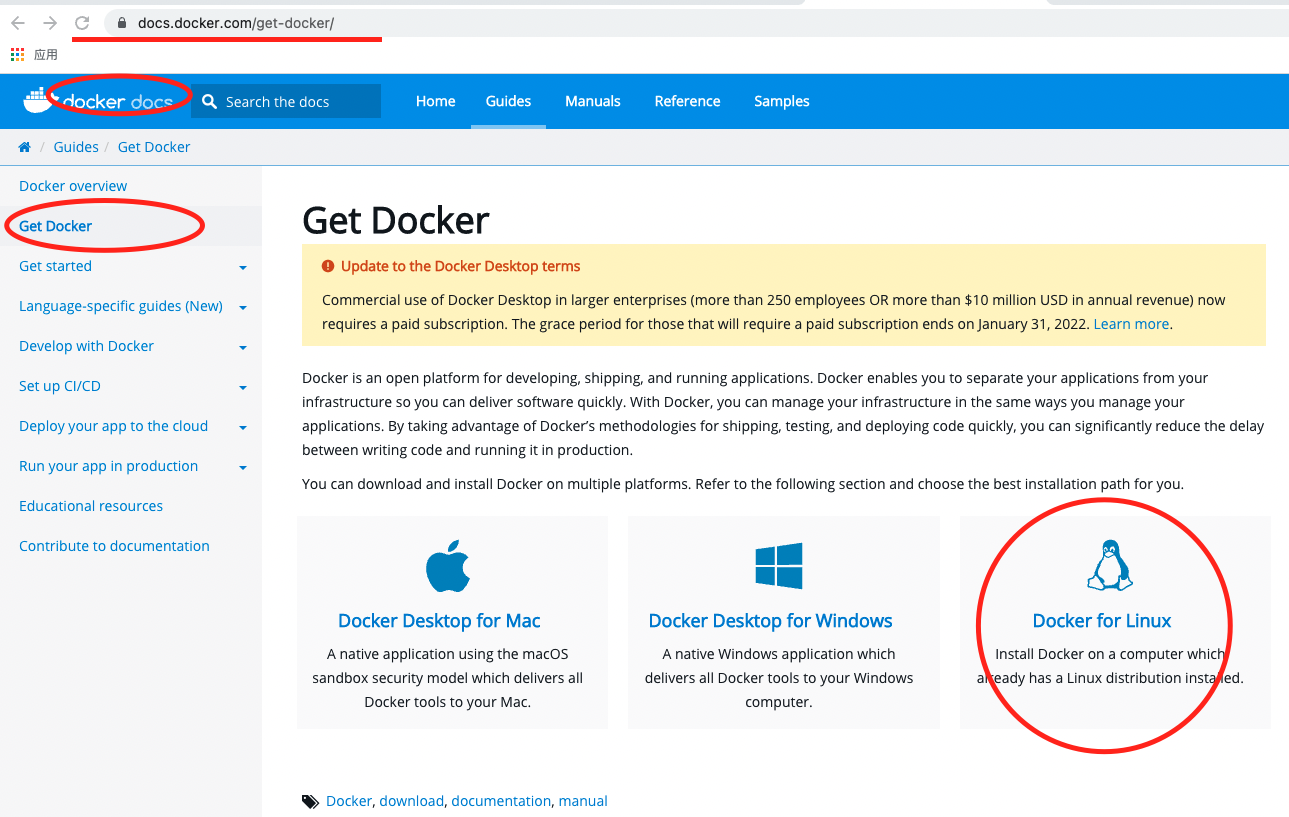 docs.docker.com/get-docker/
应用
docker docs
Search the docs
Home
Guides
Manuals
Reference
Samples
/ Guides / Get Docker
Docker overview
Get Docker
Get started
Language-specific guides (New)
Develop with Docker
Set up CI/CD
Deploy your app to the cloud
Run your app in production
Educational resources
Contribute to documentation
Get Docker
Update to the Docker Desktop terms
Commercial use of Docker Desktop in larger enterprises (more than 250 employees OR more than $10 million USD in annual revenue) now
requires a paid subscription. The grace period for those that will require a paid subscription ends on January 31, 2022. Learn more.
Docker is an open platform for developing, shipping, and running applications. Docker enables you to separate your applications from your
infrastructure so you can deliver software quickly. With Docker, you can manage your infrastructure in the same ways you manage your
applications. By taking advantage of Docker’s methodologies for shipping, testing, and deploying code quickly, you can significantly reduce the delay
between writing code and running it in production.
You can download and install Docker on multiple platforms. Refer to the following section and choose the best installation path for you.
Docker Desktop for Mac
A native application using the macOS
sandbox security model which delivers all
Docker tools to your Mac.
Docker Desktop for Windows
A native Windows application which
delivers all Docker tools to your Windows
computer.
Docker for Linux
Install Docker on a computer which
already has a Linux distribution installed.
Docker, download, documentation, manual